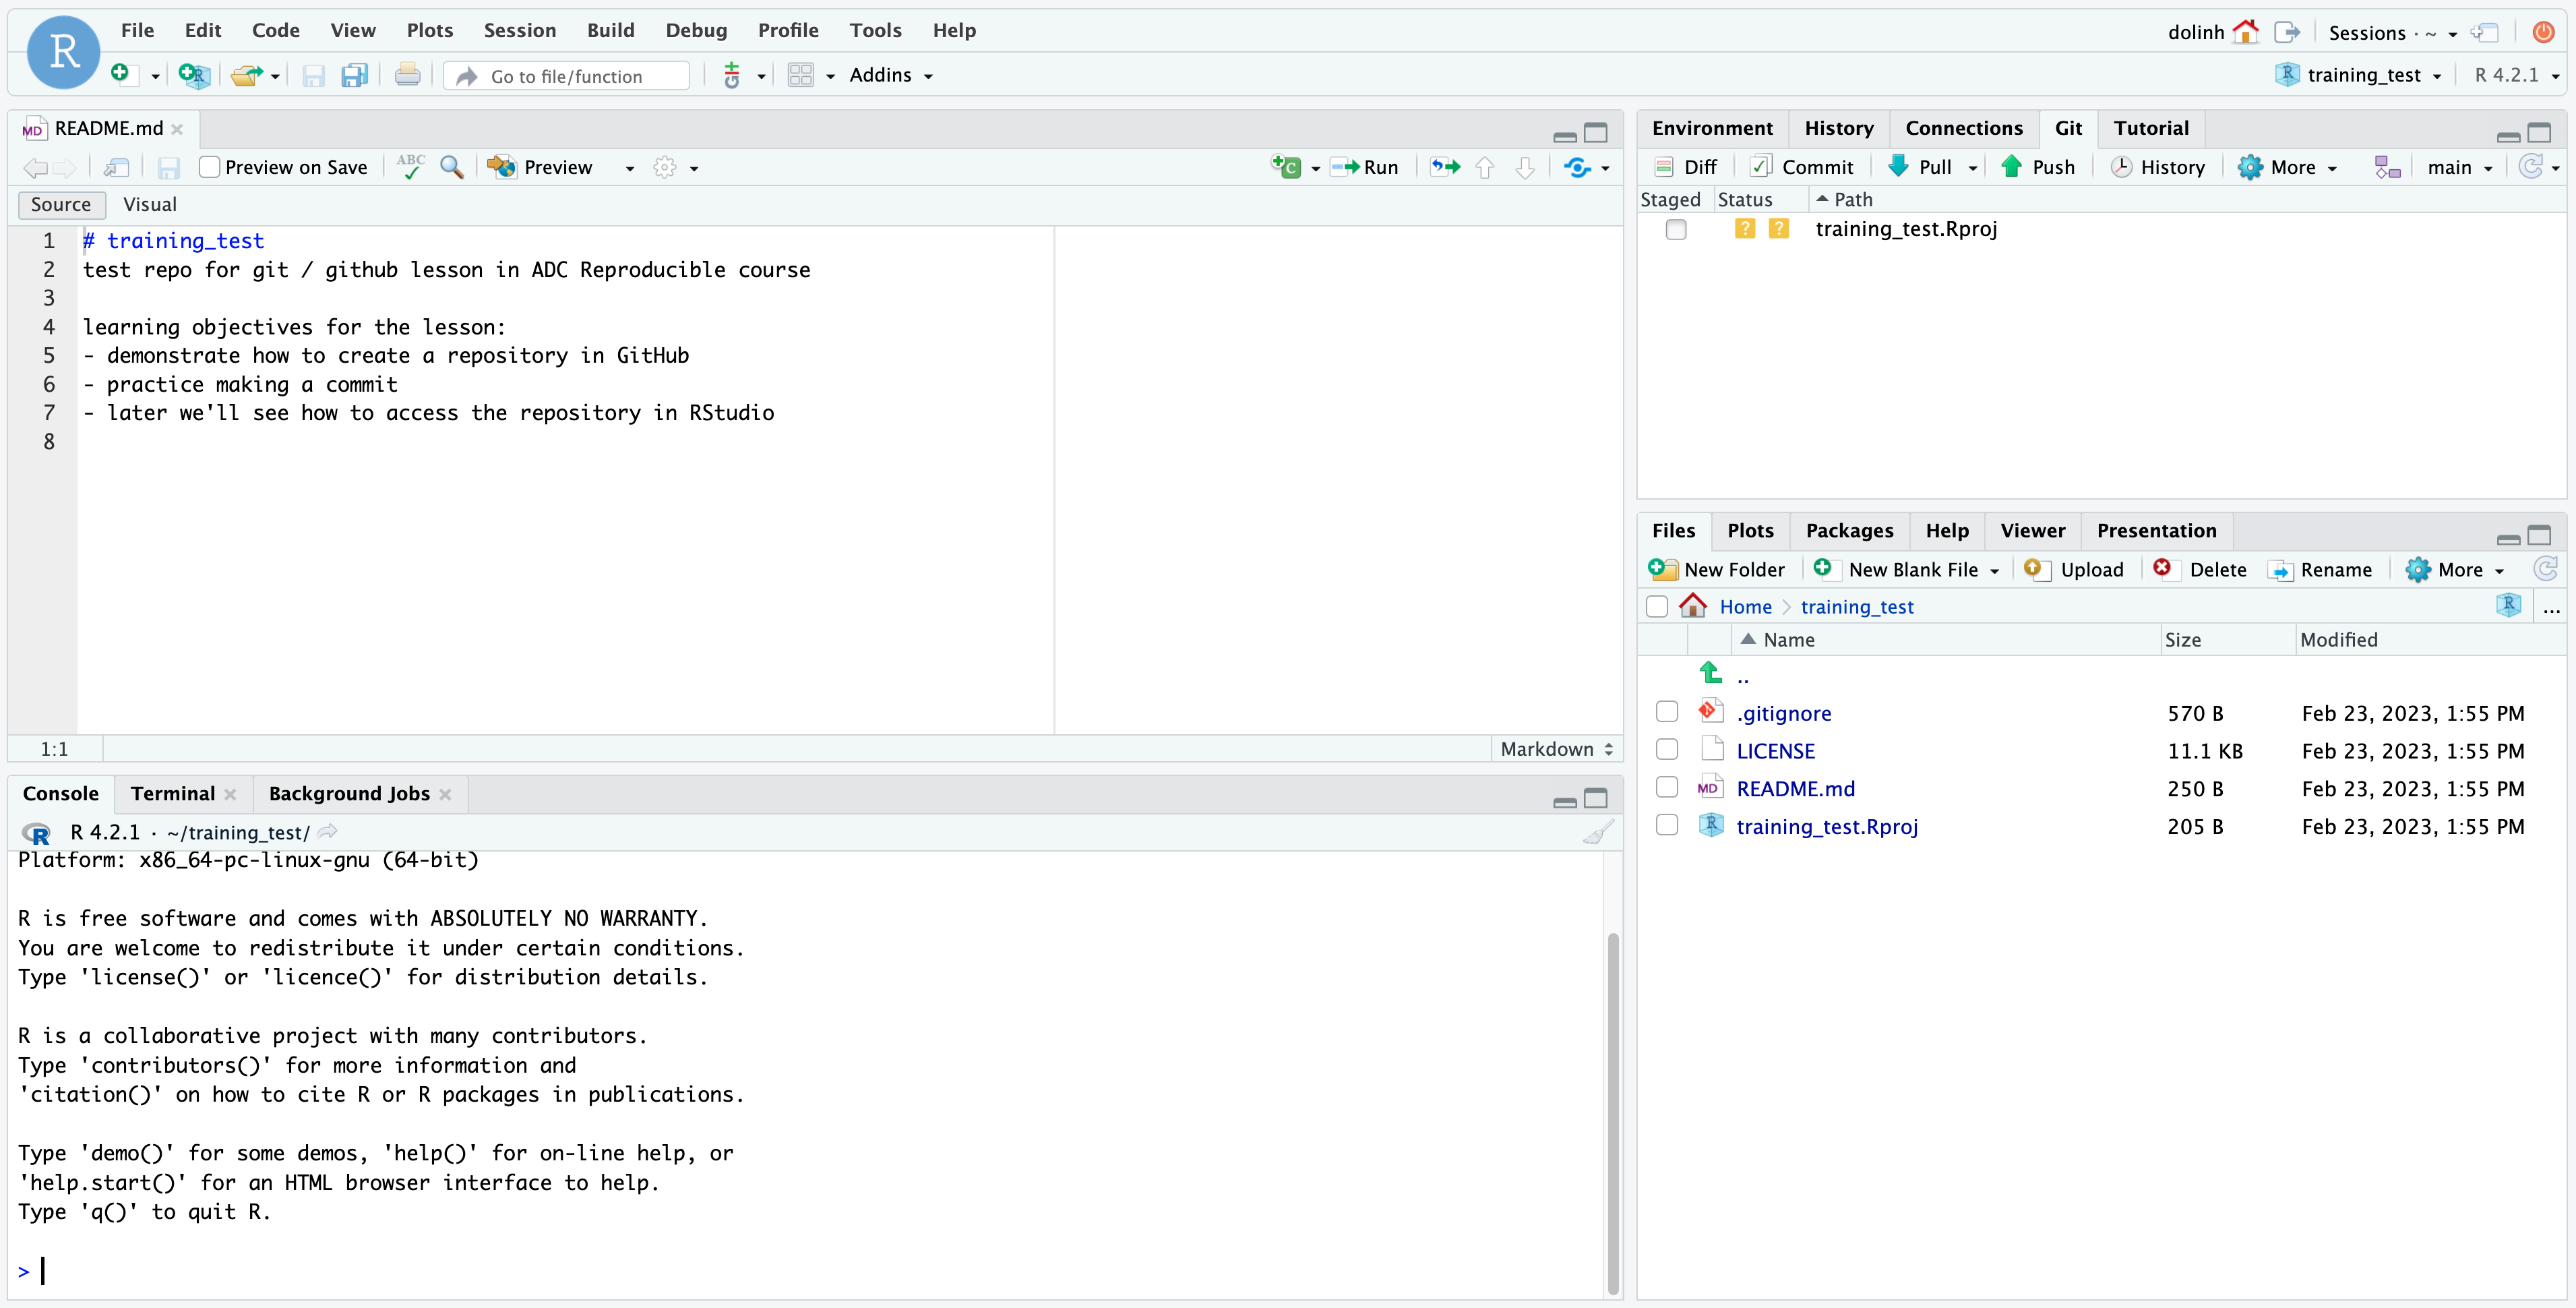 R File Edit Code View Plots Session Build Debug Profile Tools Help dolinh Sessions · ~
Go to file/function Addins training_test R 4.2.1
MD README.md
Preview on Save ABC Preview C Run
Source Visual
1 # training_test
2 test repo for git / github lesson in ADC Reproducible course
3
4 learning objectives for the lesson:
5 - demonstrate how to create a repository in GitHub
6 - practice making a commit
7 - later we'll see how to access the repository in RStudio
8
1:1 Markdown
Console Terminal Background Jobs
R 4.2.1 · ~/training_test/
Platform: x86_64-pc-linux-gnu (64-bit)
R is free software and comes with ABSOLUTELY NO WARRANTY.
You are welcome to redistribute it under certain conditions.
Type 'license()' or 'licence()' for distribution details.
R is a collaborative project with many contributors.
Type 'contributors()' for more information and
'citation()' on how to cite R or R packages in publications.
Type 'demo()' for some demos, 'help()' for on-line help, or
'help.start()' for an HTML browser interface to help.
Type 'q()' to quit R.
>
Environment History Connections Git Tutorial
Diff Commit Pull Push History More main
Staged Status Path
? ? training_test.Rproj
Files Plots Packages Help Viewer Presentation
New Folder New Blank File Upload Delete Rename More
Home training_test ...
Name Size Modified
..
.gitignore 570 B Feb 23, 2023, 1:55 PM
LICENSE 11.1 KB Feb 23, 2023, 1:55 PM
MD README.md 250 B Feb 23, 2023, 1:55 PM
training_test.Rproj 205 B Feb 23, 2023, 1:55 PM